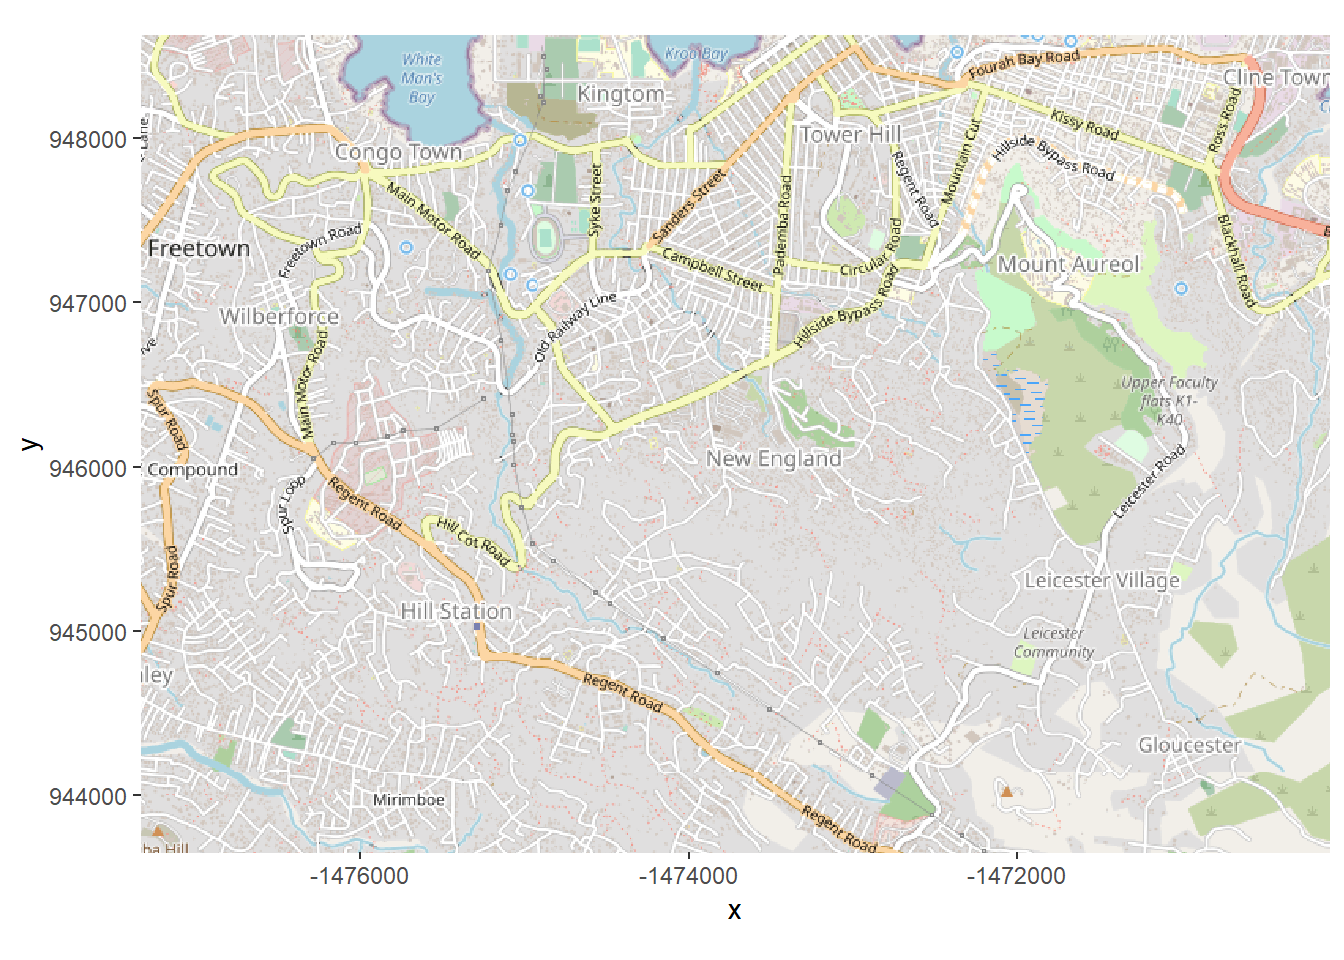 White
Man's
Bay
Kroo Bay
Fourah Bay Road
Cline Town
Kingtom
Kissy Road
Ross Road
Tower Hill
Mountain Cut
Hillside Bypass Road
Congo Town
Lane
948000
Main Motor Road
Syke Street
Sanders Street
Pademba Road
Regent Road
Blackhall Road
Freetown
Freetown Road
Campbell Street
Circular Road
Mount Aureol
947000
Wilberforce
Old Railway Line
Hillside Bypass Road
Main Motor Road
Upper Faculty
flats K1-
K40
Spur Road
New England
946000
Compound
Leicester Road
Spur Loop
Regent Road
Hill Cot Road
Spur Road
Leicester Village
Hill Station
945000
Leicester
Community
ley
Regent Road
Gloucester
944000
Mirimboe
Regent Road
ba Hill
-1476000
-1474000
-1472000
x
y